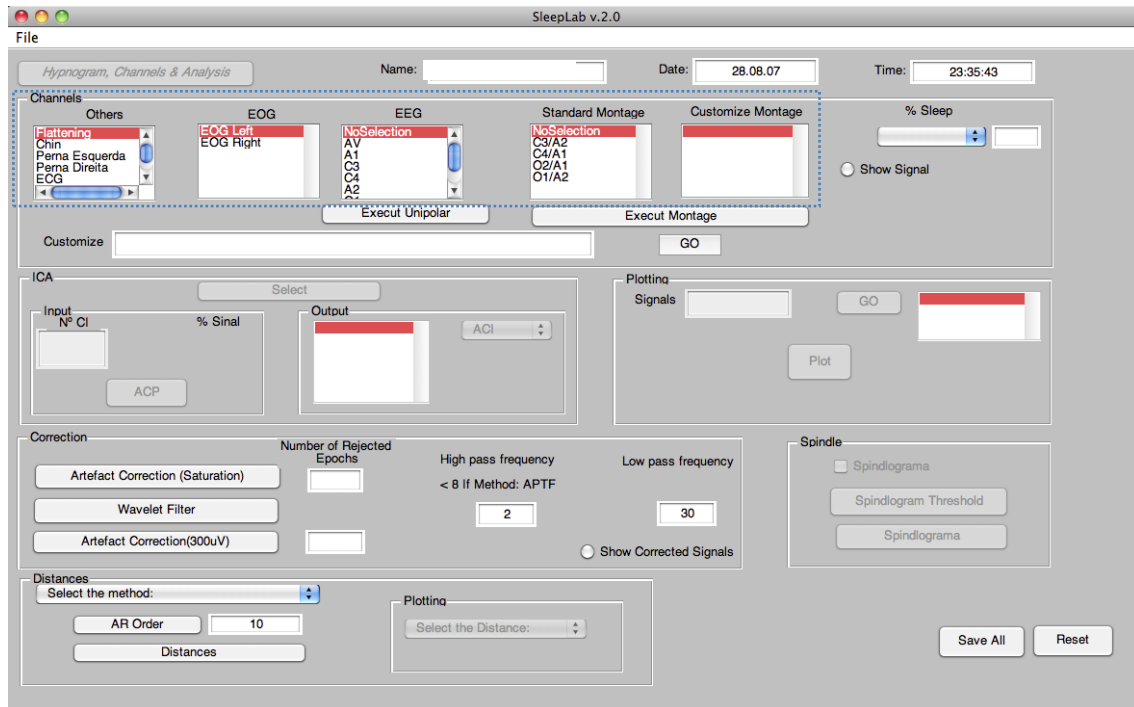 SleepLab v.2.0
File
Hypnogram, Channels & Analysis
Name:
Date: 28.08.07
Time: 23:35:43
Channels
Others
Flattening
Chin
Perna Esquerda
Perna Direita
ECG
EOG
EOG Left
EOG Right
EEG
NoSelection
AV
A1
C3
C4
A2
Standard Montage
NoSelection
C3/A2
C4/A1
O2/A1
O1/A2
Customize Montage
% Sleep
Show Signal
Execut Unipolar
Execut Montage
Customize
GO
ICA
Select
Input
Nº CI
% Sinal
ACP
Output
ACI
Plotting
Signals
GO
Plot
Correction
Number of Rejected
Epochs
High pass frequency
Low pass frequency
Artefact Correction (Saturation)
< 8 If Method: APTF
Wavelet Filter
2
30
Artefact Correction(300uV)
Show Corrected Signals
Spindle
Spindlograma
Spindlogram Threshold
Spindlograma
Distances
Select the method:
AR Order
10
Distances
Plotting
Select the Distance:
Save All
Reset